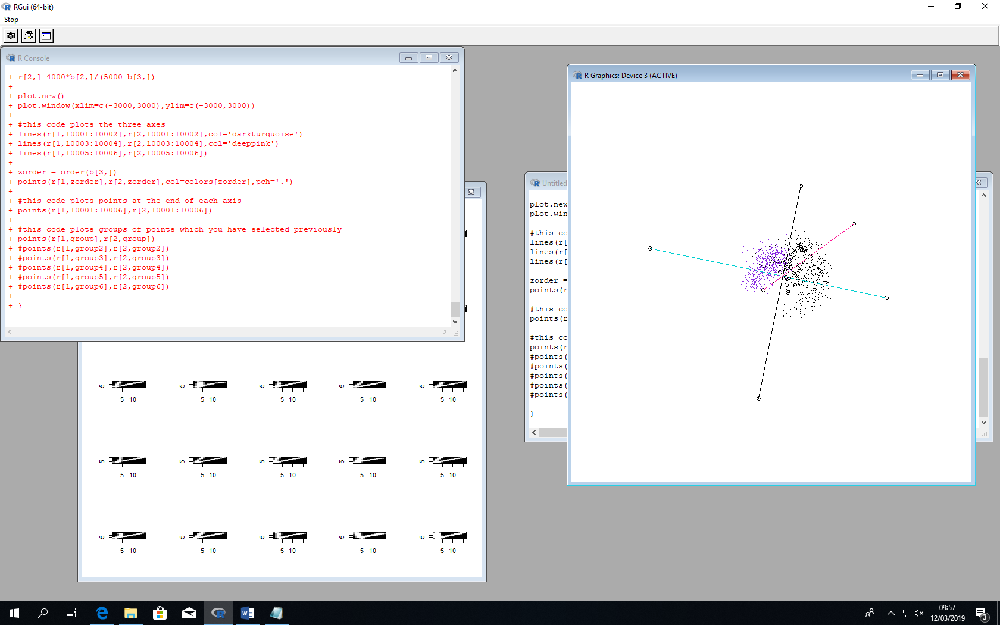 RGui (64-bit)
Stop
R Console
+ r[2,]=4000*b[2,]/(5000-b[3,])
+
+ plot.new()
+ plot.window(xlim=c(-3000,3000),ylim=c(-3000,3000))
+
+ #this code plots the three axes
+ lines(r[1,10001:10002],r[2,10001:10002],col='darkturquoise')
+ lines(r[1,10003:10004],r[2,10003:10004],col='deeppink')
+ lines(r[1,10005:10006],r[2,10005:10006])
+
+ zorder = order(b[3,])
+ points(r[1,zorder],r[2,zorder],col=colors[zorder],pch='.')
+
+ #this code plots points at the end of each axis
+ points(r[1,10001:10006],r[2,10001:10006])
+
+ #this code plots groups of points which you have selected previously
+ points(r[1,group],r[2,group])
+ #points(r[1,group2],r[2,group2])
+ #points(r[1,group3],r[2,group3])
+ #points(r[1,group4],r[2,group4])
+ #points(r[1,group5],r[2,group5])
+ #points(r[1,group6],r[2,group6])
+
+ }
5 5 5 5 5
5 10 5 10 5 10 5 10 5 10
5 5 5 5 5
5 10 5 10 5 10 5 10 5 10
5 5 5 5 5
5 10 5 10 5 10 5 10 5 10
Untitled
plot.new
plot.win
#this co
lines(r[
lines(r[
lines(r[
zorder =
points(r
#this co
points(r
#this co
points(r
#points(
#points(
#points(
#points(
#points(
}
R Graphics: Device 3 (ACTIVE)
09:57
12/03/2019
3